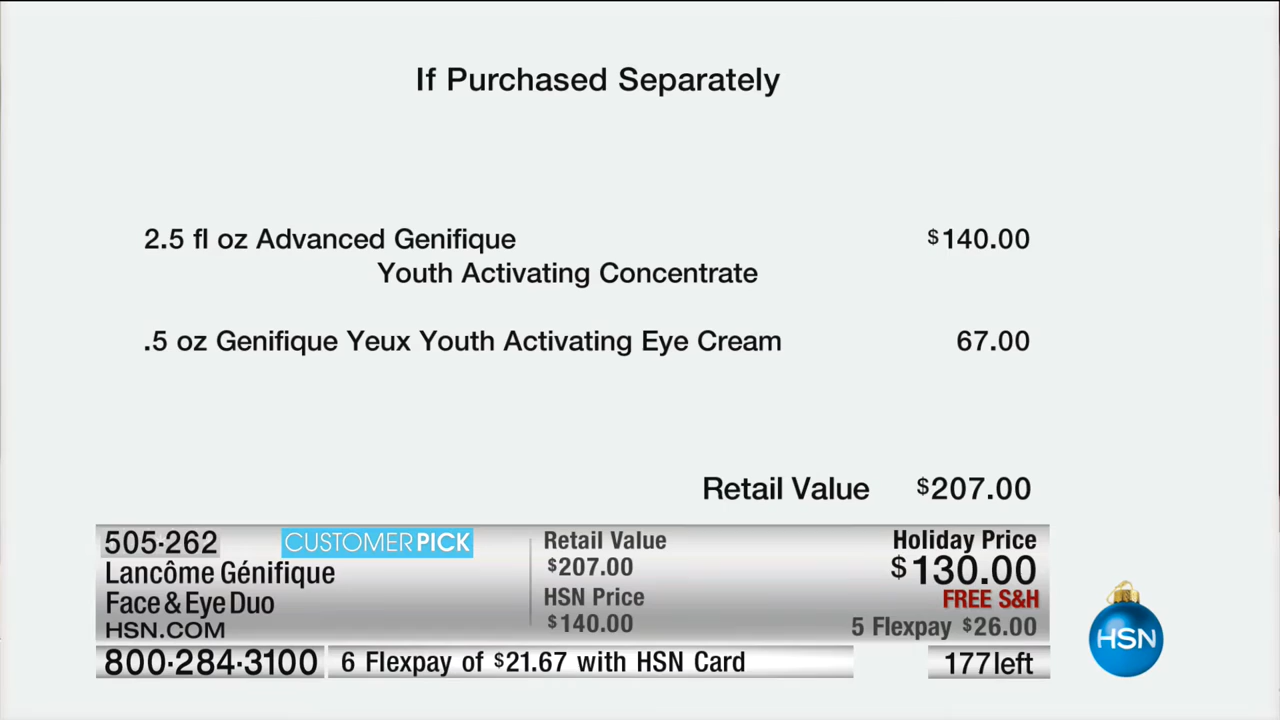 If Purchased Separately
2.5 fl oz Advanced Genifique $140.00
Youth Activating Concentrate
.5 oz Genifique Yeux Youth Activating Eye Cream 67.00
Retail Value $207.00
505-262 CUSTOMERPICK
Lancôme Génifique
Face & Eye Duo
HSN.COM
Retail Value
$207.00
HSN Price
$140.00
Holiday Price
$130.00
FREE S&H
5 Flexpay $26.00
800-284-3100 6 Flexpay of $21.67 with HSN Card 177 left
HSN